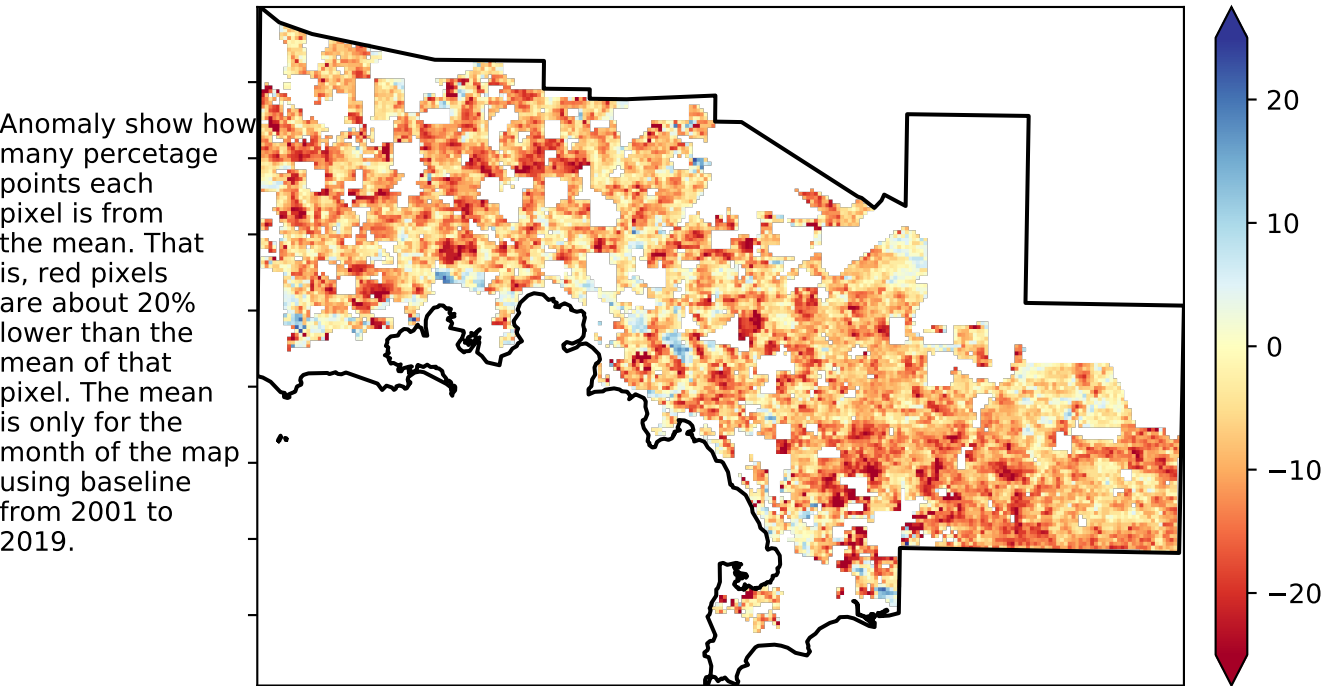 Anomaly show how
many percetage
points each
pixel is from
the mean. That
is, red pixels
are about 20%
lower than the
mean of that
pixel. The mean
is only for the
month of the map
using baseline
from 2001 to
2019.
20
10
0
−10
−20